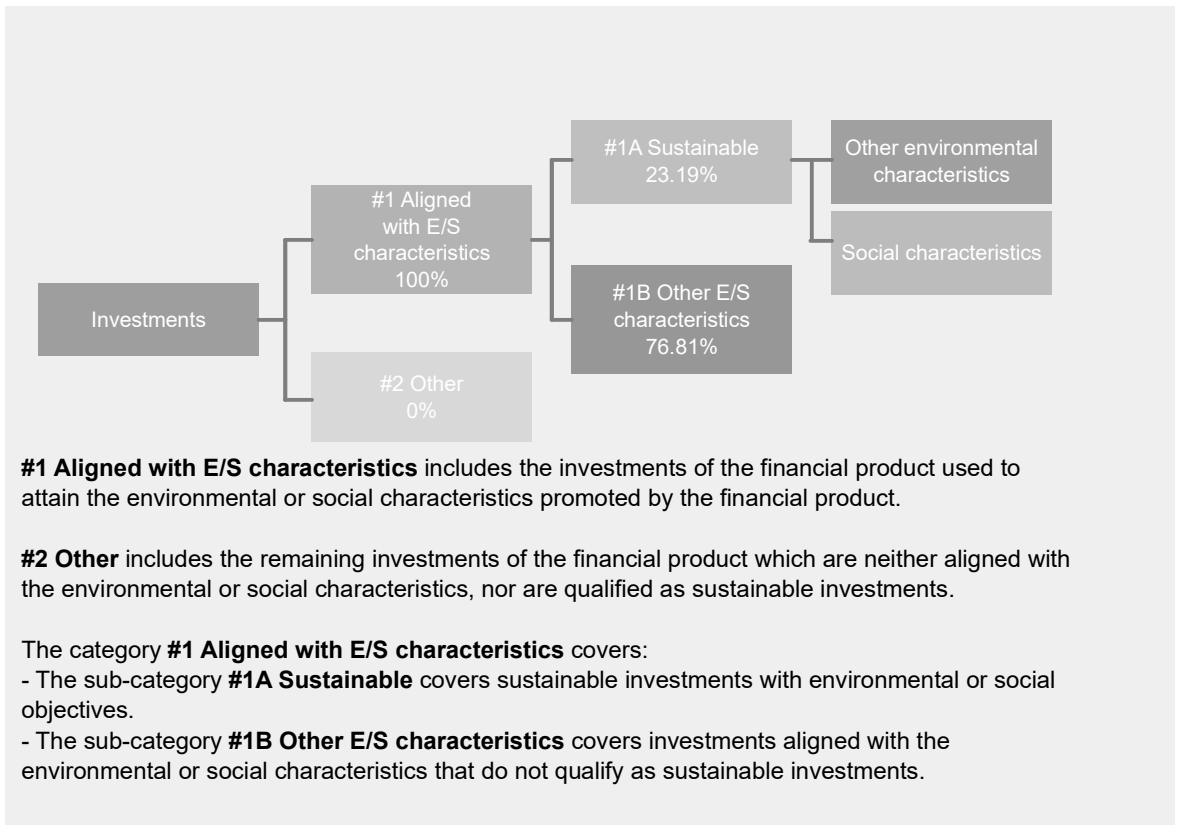 #1A Sustainable
23.19%
Other environmental
characteristics
#1 Aligned
with E/S
characteristics
100%
Social characteristics
#1B Other E/S
characteristics
76.81%
Investments
#2 Other
0%
#1 Aligned with E/S characteristics includes the investments of the financial product used to
attain the environmental or social characteristics promoted by the financial product.
#2 Other includes the remaining investments of the financial product which are neither aligned with
the environmental or social characteristics, nor are qualified as sustainable investments.
The category #1 Aligned with E/S characteristics covers:
- The sub-category #1A Sustainable covers sustainable investments with environmental or social
objectives.
- The sub-category #1B Other E/S characteristics covers investments aligned with the
environmental or social characteristics that do not qualify as sustainable investments.